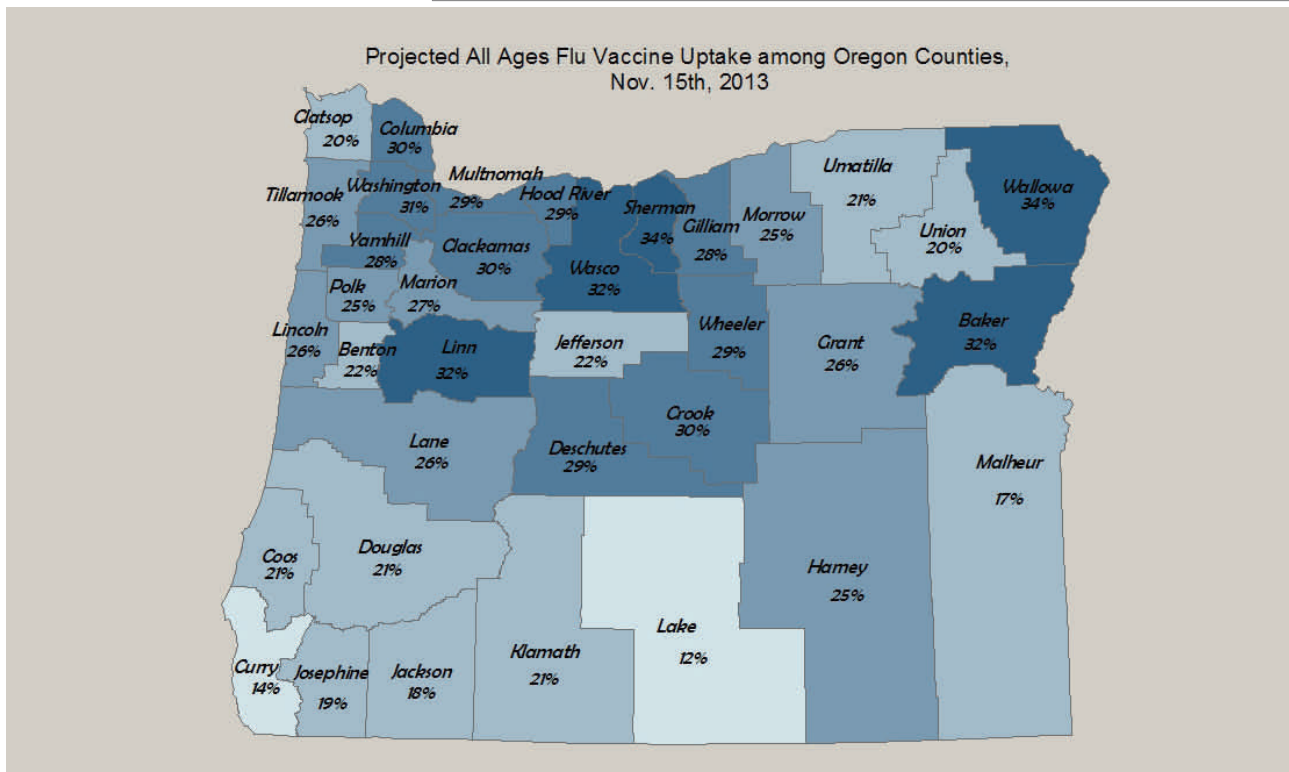 Projected All Ages Flu Vaccine Uptake among Oregon Counties,
Nov. 15th, 2013
Clatsop
20%
Columbia
30%
Tillamook
26%
Washington
31%
Multnomah
29%
Hood River
29%
Sherman
34%
Gilliam
28%
Morrow
25%
Umatilla
21%
Union
20%
Wallowa
34%
Yamhill
28%
Clackamas
30%
Wasco
32%
Polk
25%
Marion
27%
Lincoln
26%
Benton
22%
Linn
32%
Jefferson
22%
Wheeler
29%
Grant
26%
Baker
32%
Lane
26%
Deschutes
29%
Crook
30%
Malheur
17%
Coos
21%
Douglas
21%
Harney
25%
Curry
14%
Josephine
19%
Jackson
18%
Klamath
21%
Lake
12%